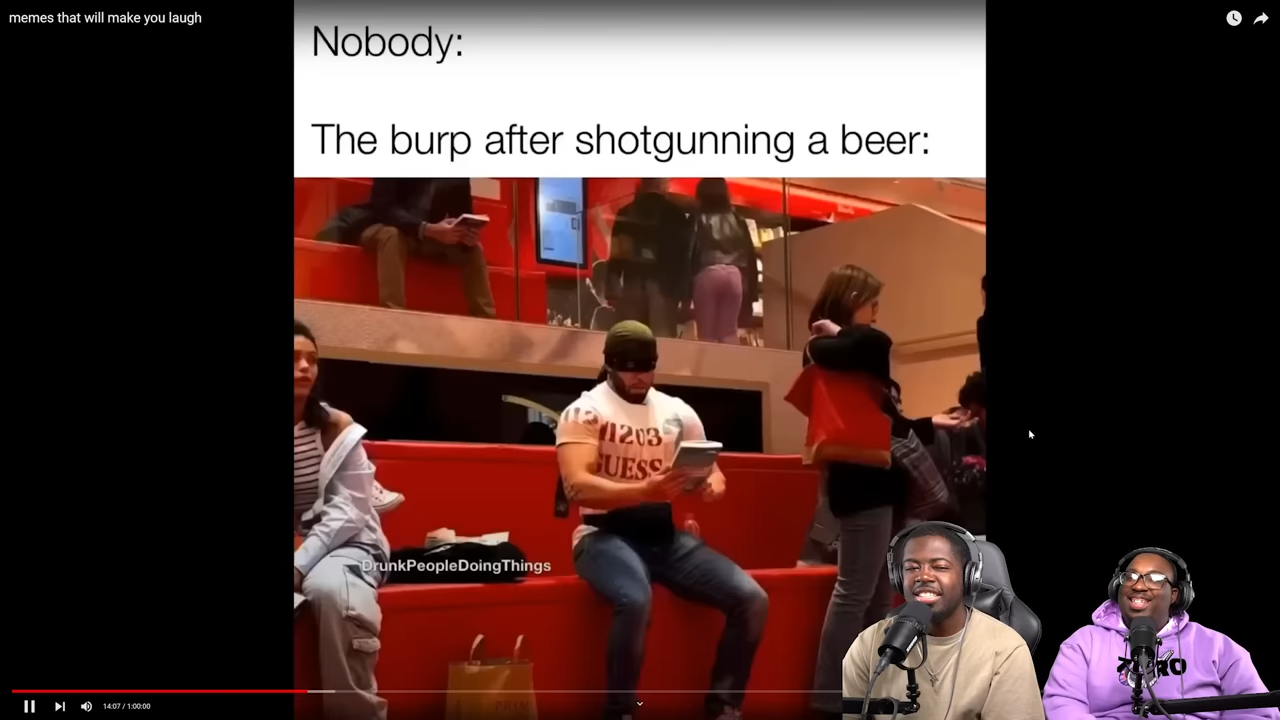 memes that will make you laugh
Nobody:
The burp after shotgunning a beer:
1203
GUESS
DrunkPeopleDoingThings
14:07 / 1:00:00